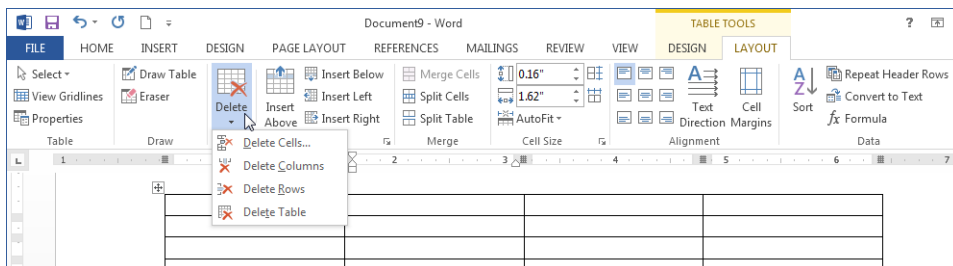 Document9 - Word TABLE TOOLS ?
FILE HOME INSERT DESIGN PAGE LAYOUT REFERENCES MAILINGS REVIEW VIEW DESIGN LAYOUT
Select Draw Table Insert Below Merge Cells 0.16" Repeat Header Rows
View Gridlines Eraser Insert Left Split Cells 1.62" Convert to Text
Delete Insert Above Text Direction Cell Margins Sort
Properties Insert Right Split Table AutoFit fx Formula
Table Draw Merge Cell Size Alignment Data
Delete Cells...
Delete Columns
Delete Rows
Delete Table
L 1 2 3 4 5 6 7